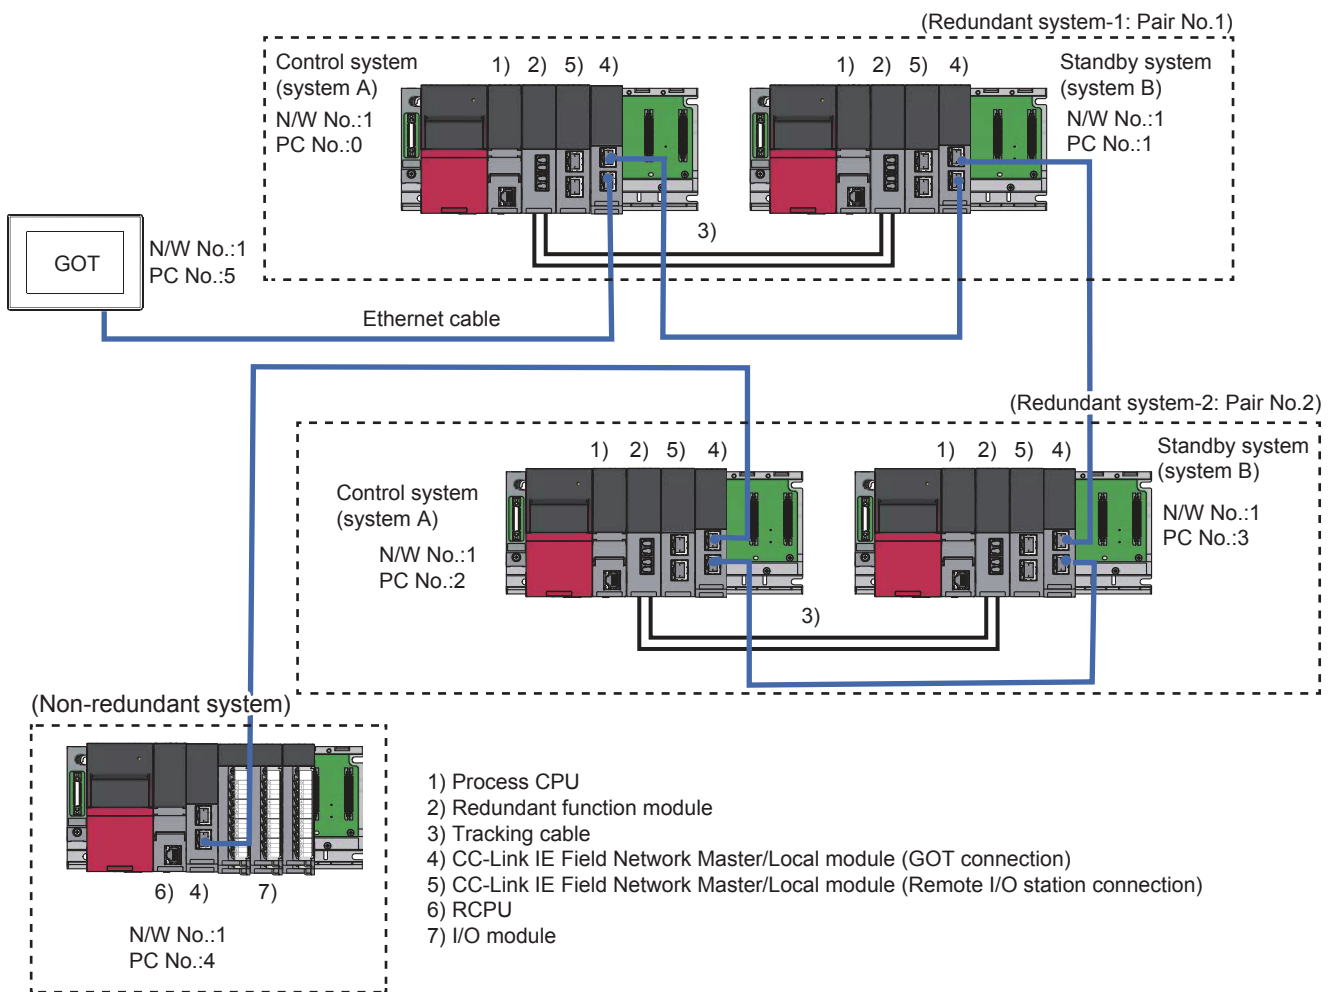 (Redundant system-1: Pair No.1)
Control system
(system A)
N/W No.:1
PC No.:0
1) 2) 5) 4)
1) 2) 5) 4)
Standby system
(system B)
N/W No.:1
PC No.:1
3)
GOT
N/W No.:1
PC No.:5
Ethernet cable
(Redundant system-2: Pair No.2)
Control system
(system A)
N/W No.:1
PC No.:2
1) 2) 5) 4)
1) 2) 5) 4)
Standby system
(system B)
N/W No.:1
PC No.:3
3)
(Non-redundant system)
6) 4) 7)
N/W No.:1
PC No.:4
1) Process CPU
2) Redundant function module
3) Tracking cable
4) CC-Link IE Field Network Master/Local module (GOT connection)
5) CC-Link IE Field Network Master/Local module (Remote I/O station connection)
6) RCPU
7) I/O module